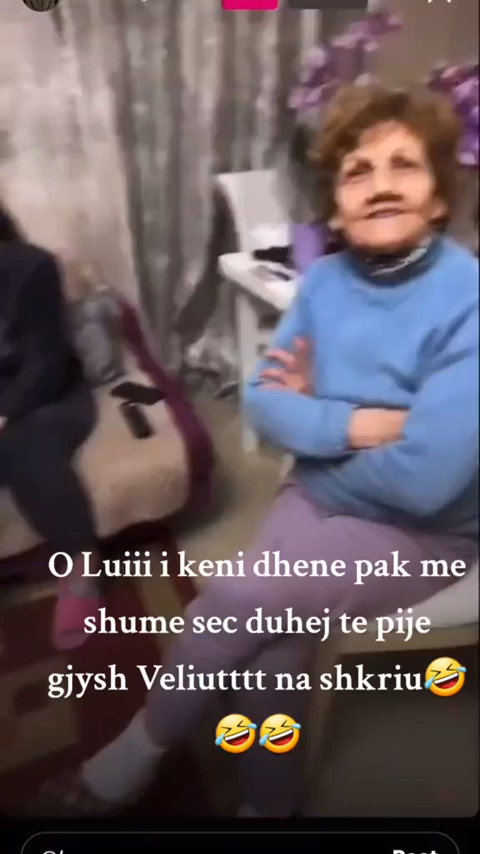 O Luiii i keni dhene pak me
shume sec duhej te pije
gjysh Veliutttt na shkriu🤣
🤣🤣